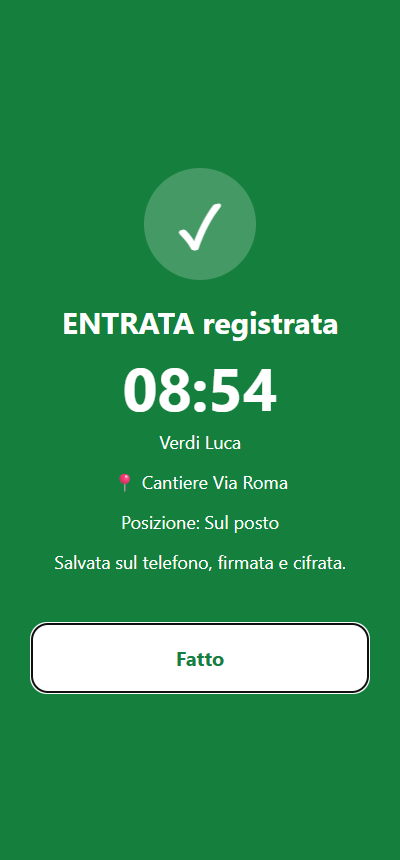 ENTRATA registrata
08:54
Verdi Luca
📍 Cantiere Via Roma
Posizione: Sul posto
Salvata sul telefono, firmata e cifrata.
Fatto